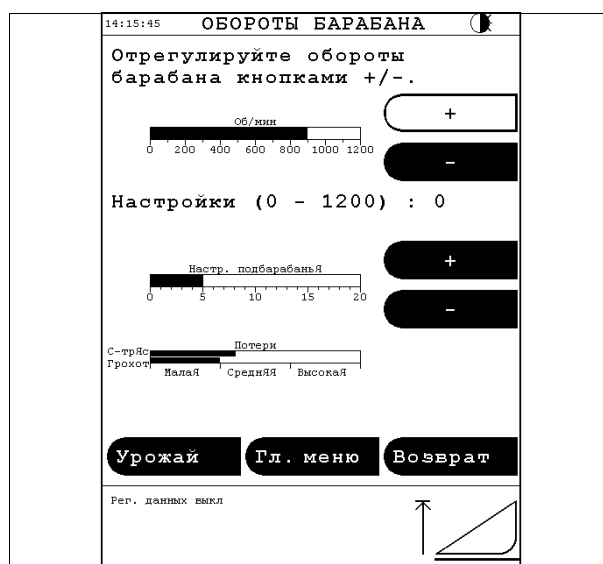 14:15:45 ОБОРОТЫ БАРАБАНА
Отрегулируйте обороты
барабана кнопками +/-.
Об/мин
0 200 400 600 800 1000 1200
+
-
Настройки (0 - 1200) : 0
Настр. подбарабаньЯ
0 5 10 15 20
+
-
Потери
С-трЯс
Грохот
МалаЯ СреднЯЯ ВысокаЯ
Урожай Гл. меню Возврат
Рег. данных выкл